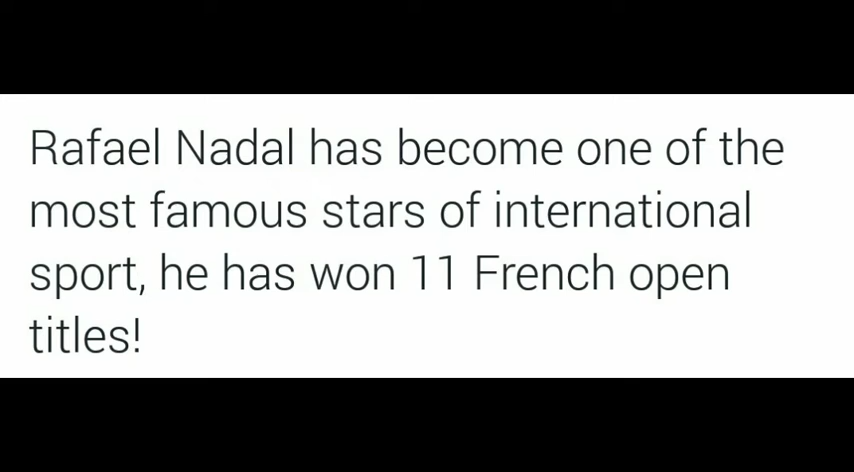 Rafael Nadal has become one of the
most famous stars of international
sport, he has won 11 French open
titles!